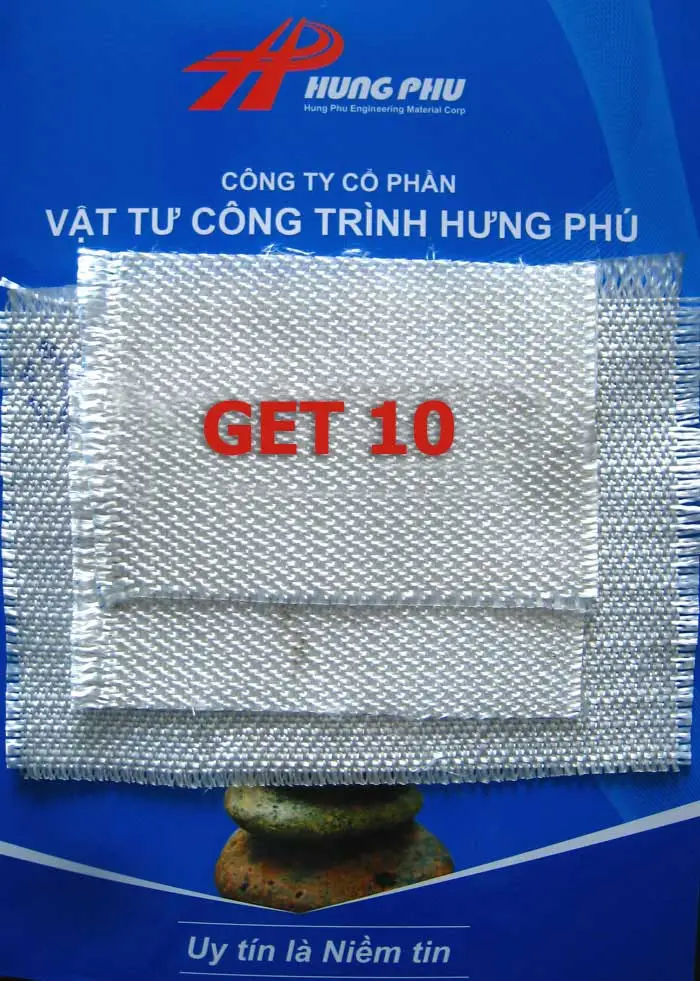 HUNG PHU
Hung Phu Engineering Material Corp
CÔNG TY CỔ PHẦN
VẬT TƯ CÔNG TRÌNH HƯNG PHÚ
GET 10
Uy tín là Niềm tin